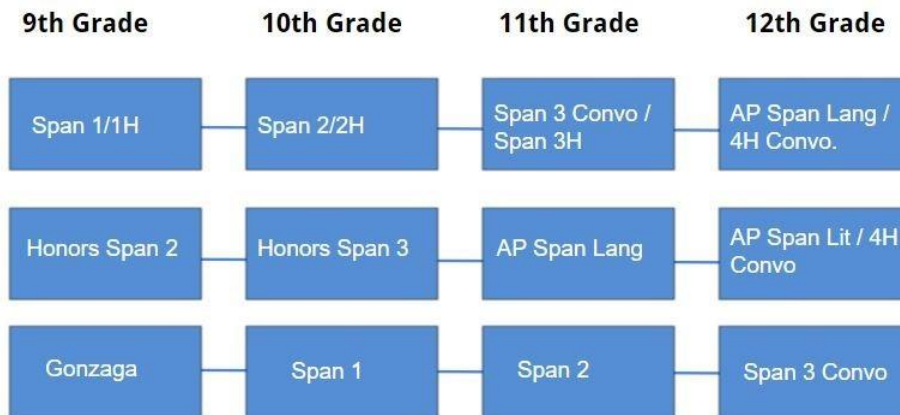 9th Grade 10th Grade 11th Grade 12th Grade
Span 1/1H
Span 2/2H
Span 3 Convo /
Span 3H
AP Span Lang /
4H Convo.
Honors Span 2
Honors Span 3
AP Span Lang
AP Span Lit / 4H
Convo
Gonzaga
Span 1
Span 2
Span 3 Convo